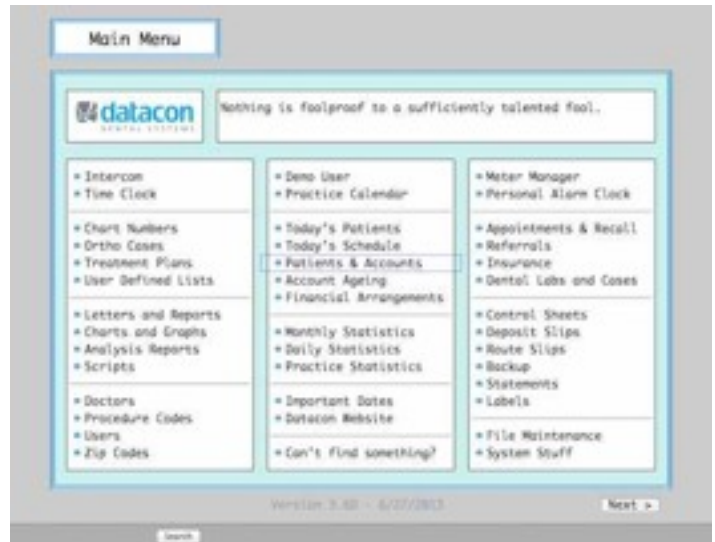 Main Menu
datacon
DENTAL SYSTEMS
Nothing is foolproof to a sufficiently talented fool.
Intercom
Time Clock
Chart Numbers
Ortho Cases
Treatment Plans
User Defined Lists
Letters and Reports
Charts and Graphs
Analysis Reports
Scripts
Doctors
Procedure Codes
Users
Zip Codes
Demo User
Practice Calendar
Today's Patients
Today's Schedule
Patients & Accounts
Account Ageing
Financial Arrangements
Monthly Statistics
Daily Statistics
Practice Statistics
Important Dates
Datacon Website
Can't find something?
Meter Manager
Personal Alarm Clock
Appointments & Recall
Referrals
Insurance
Dental Labs and Cases
Control Sheets
Deposit Slips
Route Slips
Backup
Statements
Labels
File Maintenance
System Stuff
Version
Next >
Search